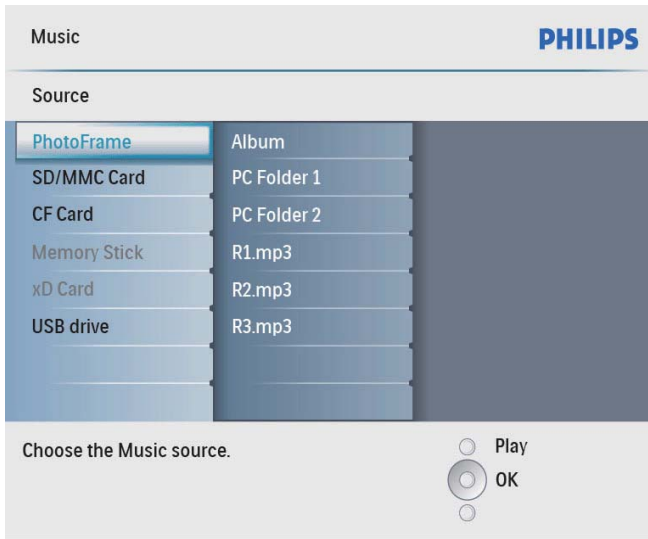 Music
PHILIPS
Source
PhotoFrame
SD/MMC Card
CF Card
Memory Stick
xD Card
USB drive
Album
PC Folder 1
PC Folder 2
R1.mp3
R2.mp3
R3.mp3
Choose the Music source.
Play
OK